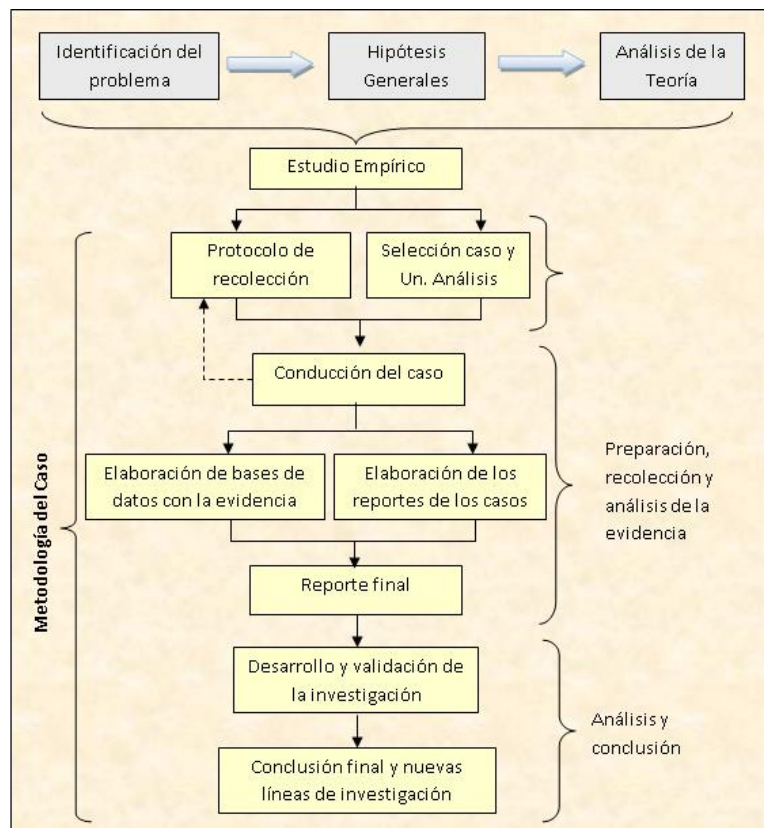 Identificación del
problema
Hipótesis
Generales
Análisis de la
Teoría
Estudio Empírico
Protocolo de
recolección
Selección caso y
Un. Análisis
Conducción del caso
Elaboración de bases de
datos con la evidencia
Elaboración de los
reportes de los casos
Preparación,
recolección y
análisis de la
evidencia
Metodología del Caso
Reporte final
Desarrollo y validación de
la investigación
Análisis y
conclusión
Conclusión final y nuevas
líneas de investigación